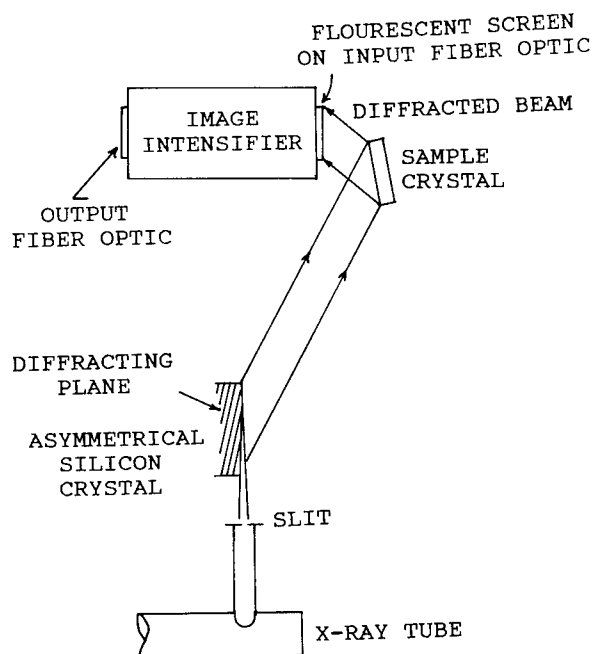 FLOURESCENT SCREEN
ON INPUT FIBER OPTIC
IMAGE
INTENSIFIER
DIFFRACTED BEAM
SAMPLE
CRYSTAL
OUTPUT
FIBER OPTIC
DIFFRACTING
PLANE
ASYMMETRICAL
SILICON
CRYSTAL
SLIT
X-RAY TUBE